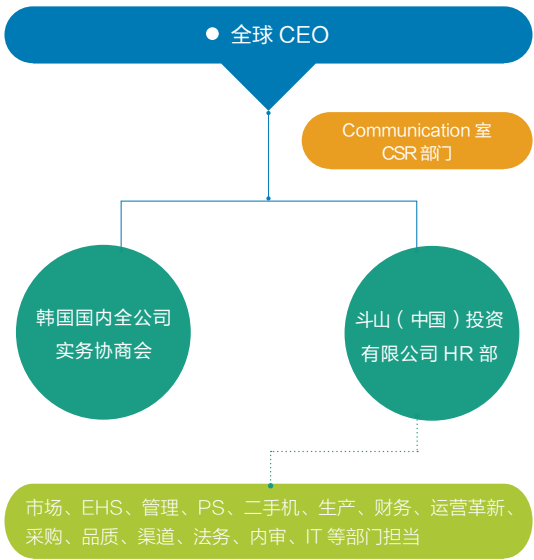 ● 全球 CEO
Communication 室
CSR 部门
韩国国内全公司
实务协商会
斗山（中国）投资
有限公司 HR 部
市场、EHS、管理、PS、二手机、生产、财务、运营革新、
采购、品质、渠道、法务、内审、IT 等部门担当